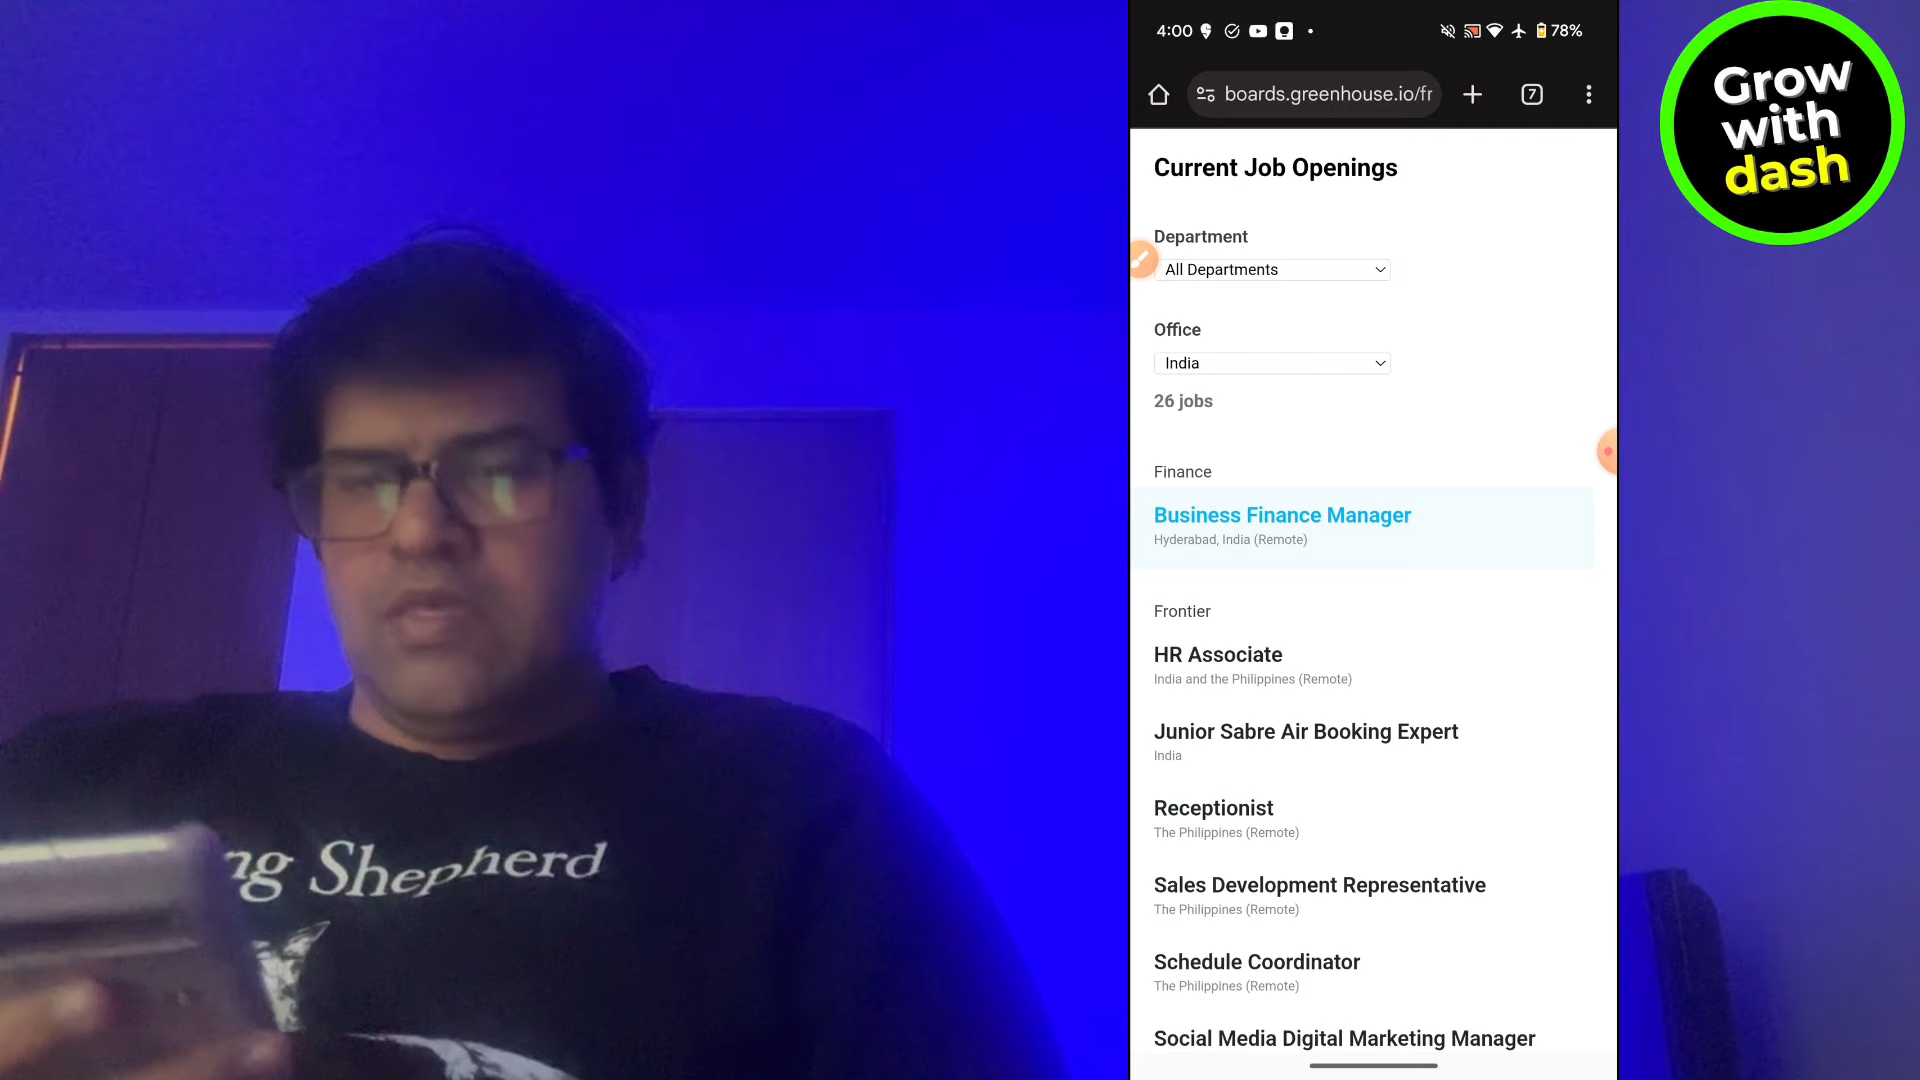 4:00
78%
boards.greenhouse.io/fr
7
Current Job Openings
Department
All Departments
Office
India
26 jobs
Finance
Business Finance Manager
Hyderabad, India (Remote)
Frontier
HR Associate
India and the Philippines (Remote)
Junior Sabre Air Booking Expert
India
Receptionist
The Philippines (Remote)
Sales Development Representative
The Philippines (Remote)
Schedule Coordinator
The Philippines (Remote)
Social Media Digital Marketing Manager
Grow
with
dash
ng Shepherd